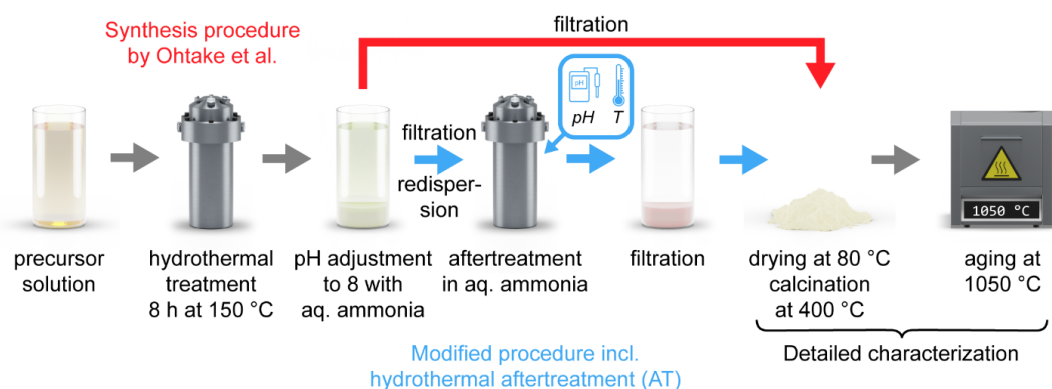 Synthesis procedure
by Ohtake et al.
filtration
pH
pH T
filtration
redisper-
sion
1050 °C
precursor
solution
hydrothermal
treatment
8 h at 150 °C
pH adjustment
to 8 with
aq. ammonia
aftertreatment
in aq. ammonia
filtration
drying at 80 °C
calcination
at 400 °C
aging at
1050 °C
Modified procedure incl.
hydrothermal aftertreatment (AT)
Detailed characterization